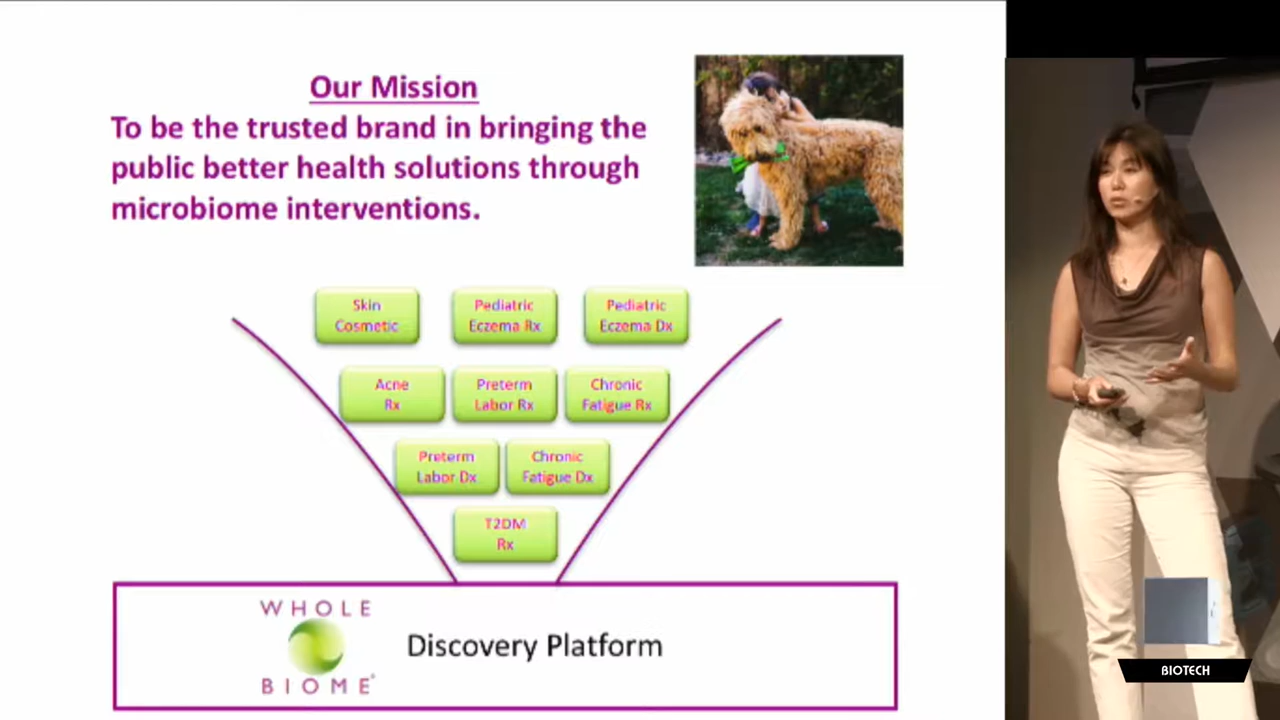 Our Mission
To be the trusted brand in bringing the
public better health solutions through
microbiome interventions.
Skin
Cosmetic
Pediatric
Eczema Rx
Pediatric
Eczema Dx
Acne
Rx
Preterm
Labor Rx
Chronic
Fatigue Rx
Preterm
Labor Dx
Chronic
Fatigue Dx
T2DM
Rx
WHOLE
BIOME
Discovery Platform
BIOTECH